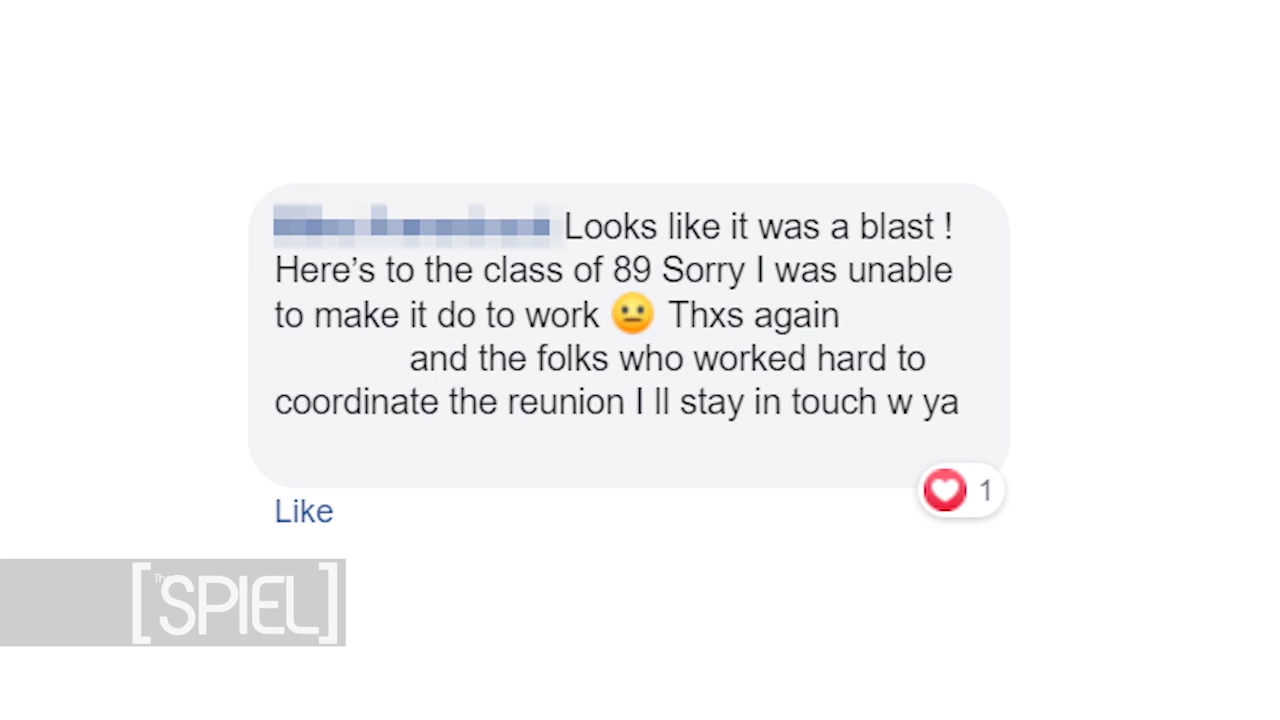 Looks like it was a blast !
Here’s to the class of 89 Sorry I was unable
to make it do to work 😐 Thxs again
and the folks who worked hard to
coordinate the reunion I ll stay in touch w ya
1
Like
[The SPIEL]